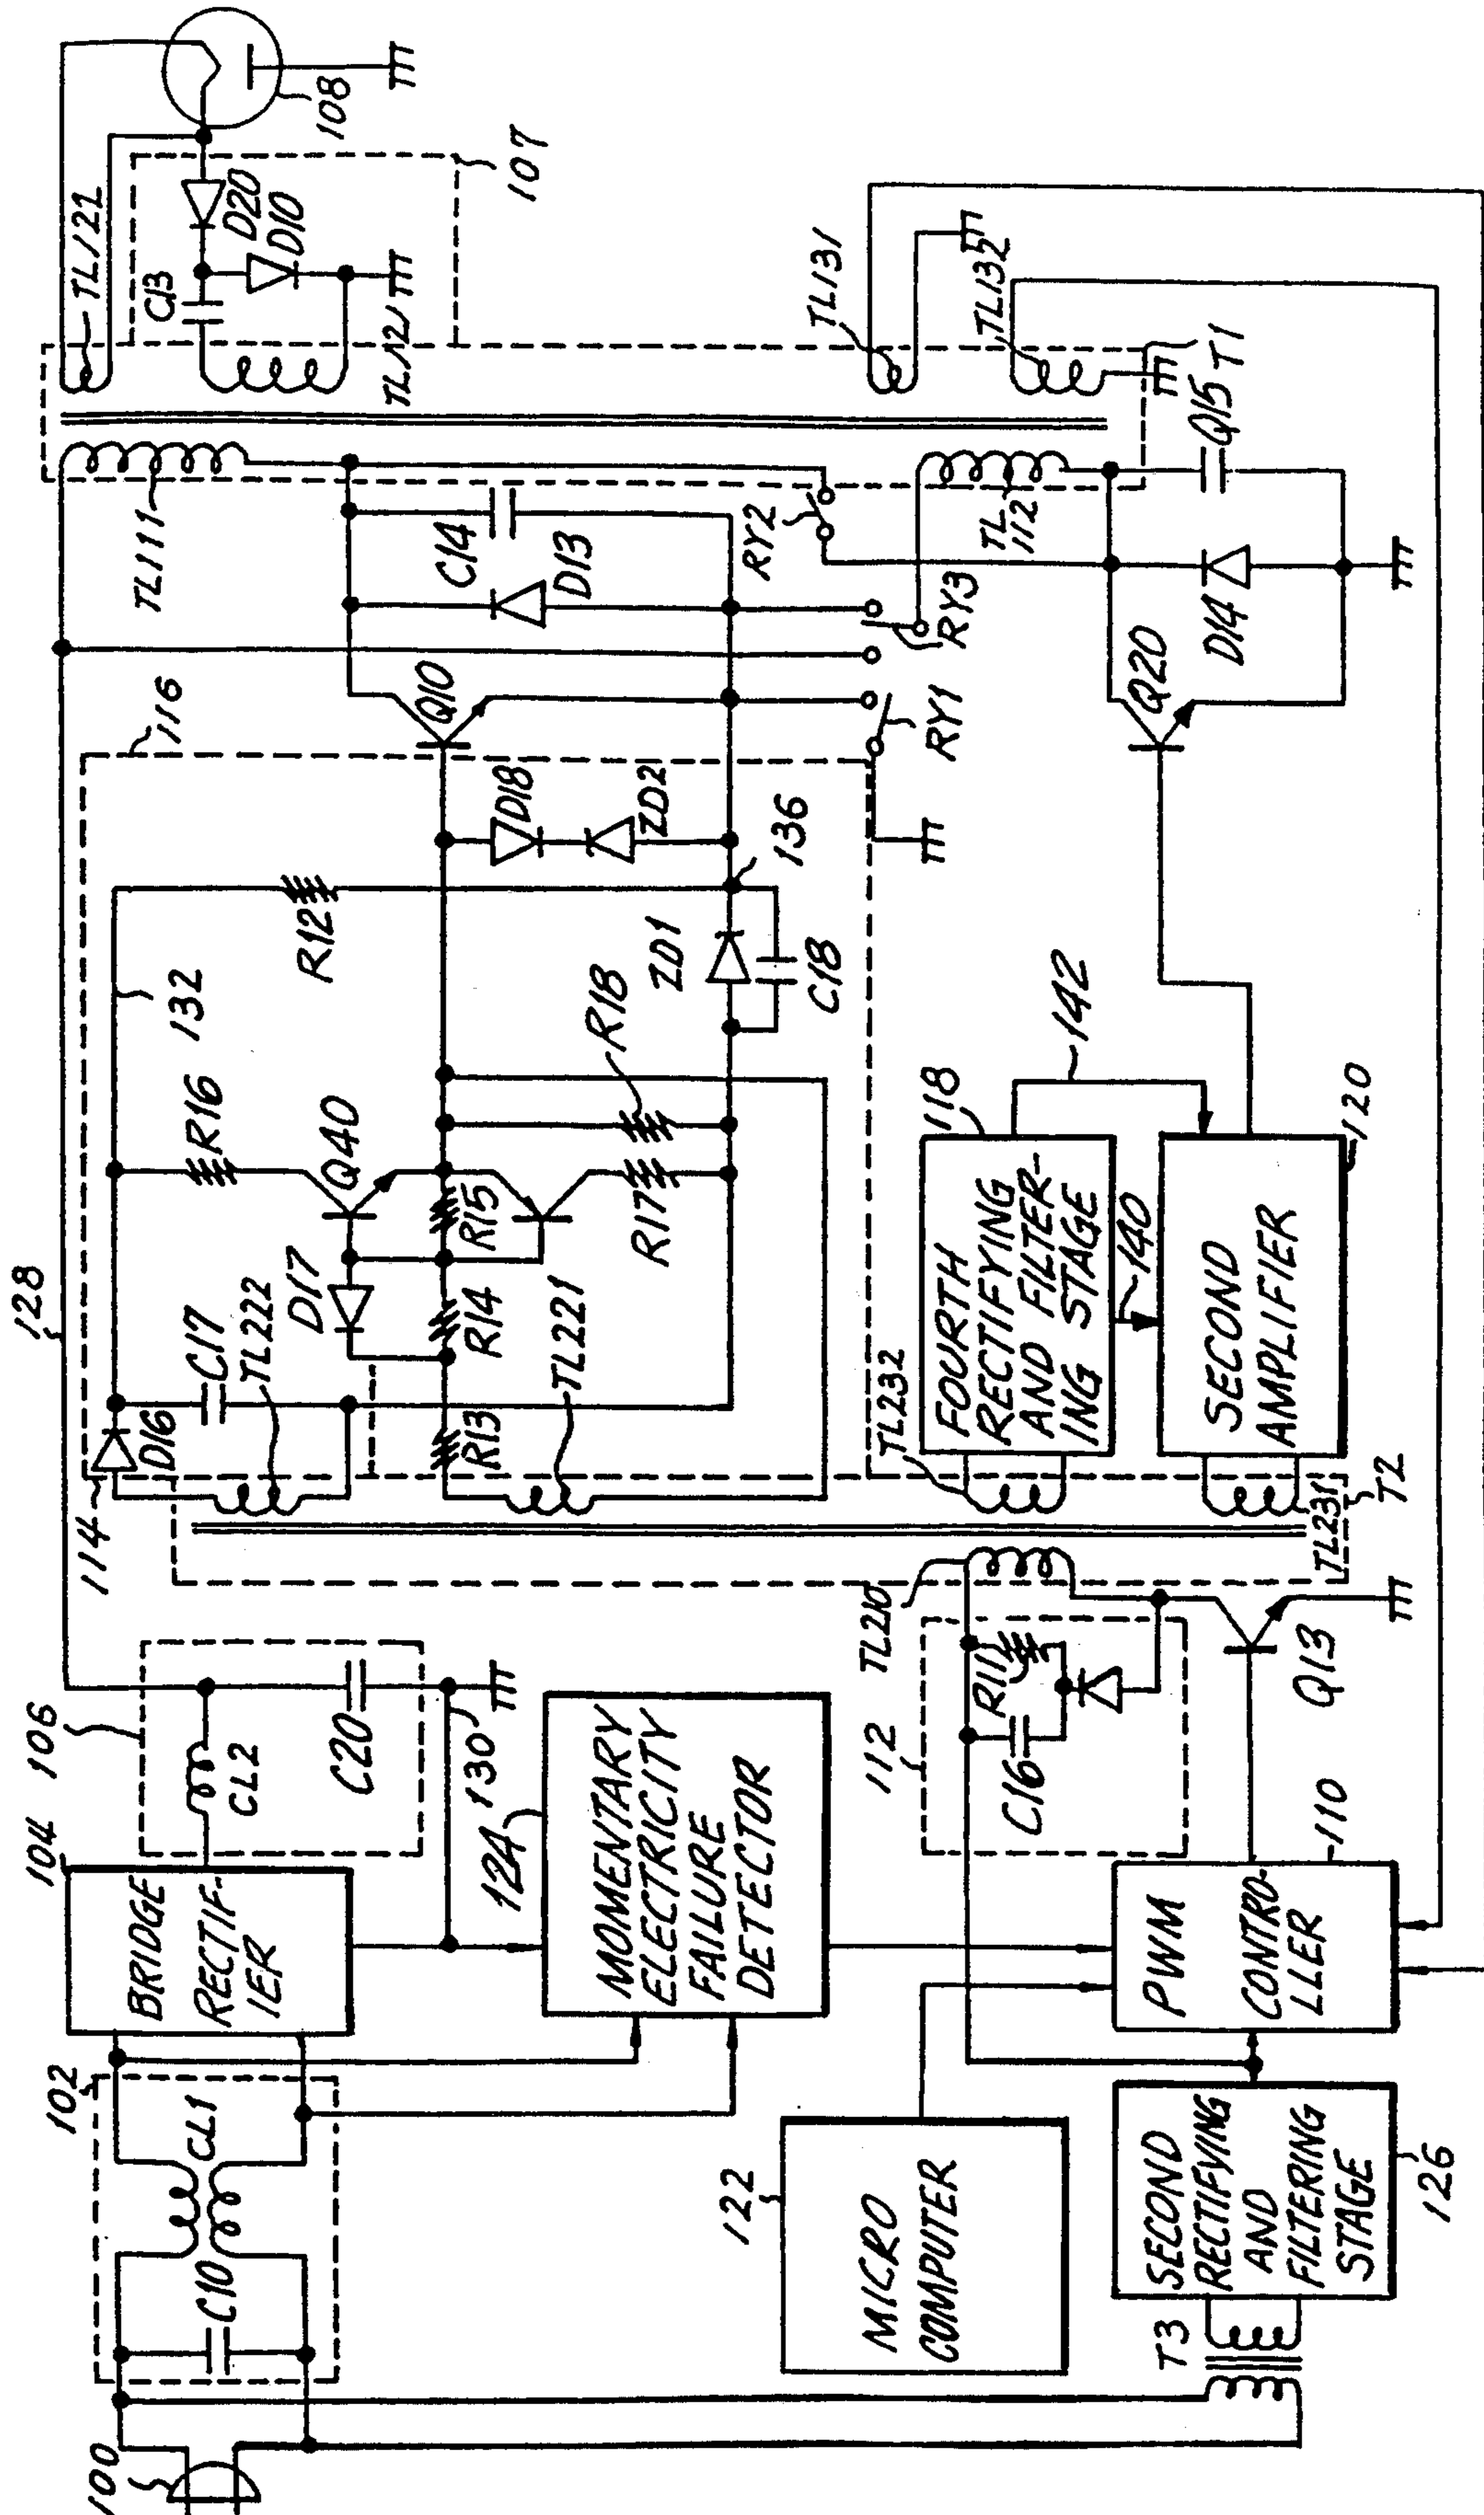 100
102
C10
CL1
104
BRIDGE
RECTIF-
IER
106
CL2
C20
130
128
124
MOMENTARY
ELECTRICITY
FAILURE
DETECTOR
122
MICRO
COMPUTER
T3
SECOND
RECTIFYING
AND
FILTERING
STAGE
126
PWM
CONTRO-
LLER
110
112
C16
R111
TL210
Q13
114
D16
C17
TL222
D17
R13
R14
TL221
R15
R16
Q40
R17
R18
132
R12
ZD1
C18
136
D18
ZD2
116
Q10
TL232
FOURTH
RECTIFYING
AND FILTER-
ING STAGE
118
140
142
SECOND
AMPLIFIER
120
TL231
T2
RY1
RY3
RY2
C14
D13
TL111
TL
112
Q20
D14
Q15
T1
TL121
TL121
C13
D20
D10
107
108
TL131
TL132